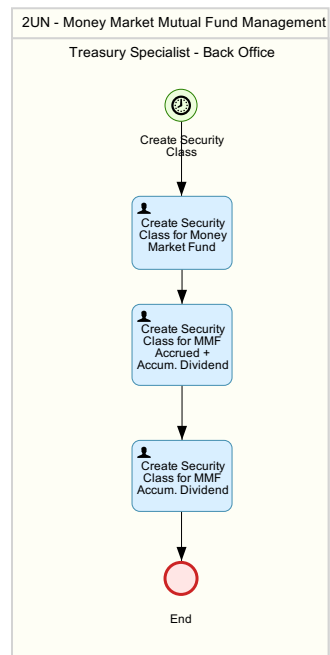 2UN - Money Market Mutual Fund Management
Treasury Specialist - Back Office
Create Security
Class
Create Security
Class for Money
Market Fund
Create Security
Class for MMF
Accrued +
Accum. Dividend
Create Security
Class for MMF
Accum. Dividend
End